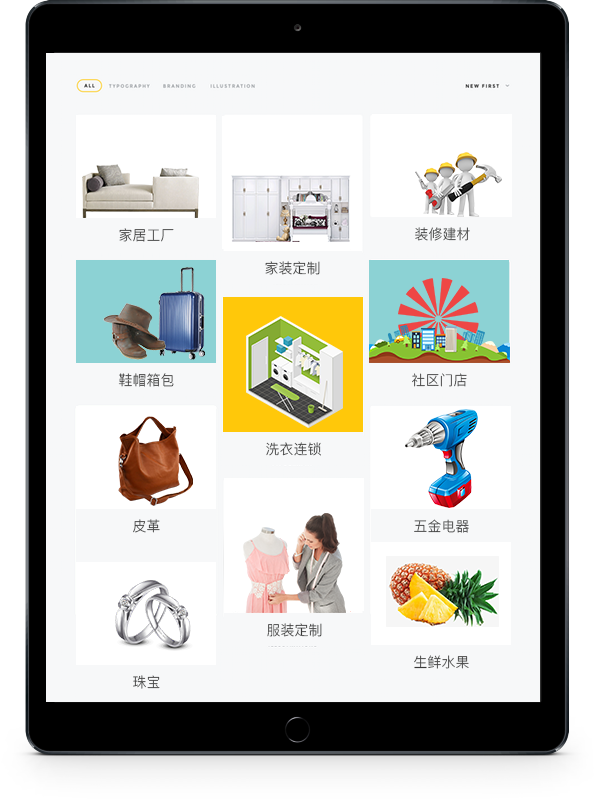 ALL TYPOGRAPHY BRANDING ILLUSTRATION NEW FIRST
家居工厂
家装定制
装修建材
鞋帽箱包
洗衣连锁
社区门店
皮革
服装定制
五金电器
珠宝
生鲜水果